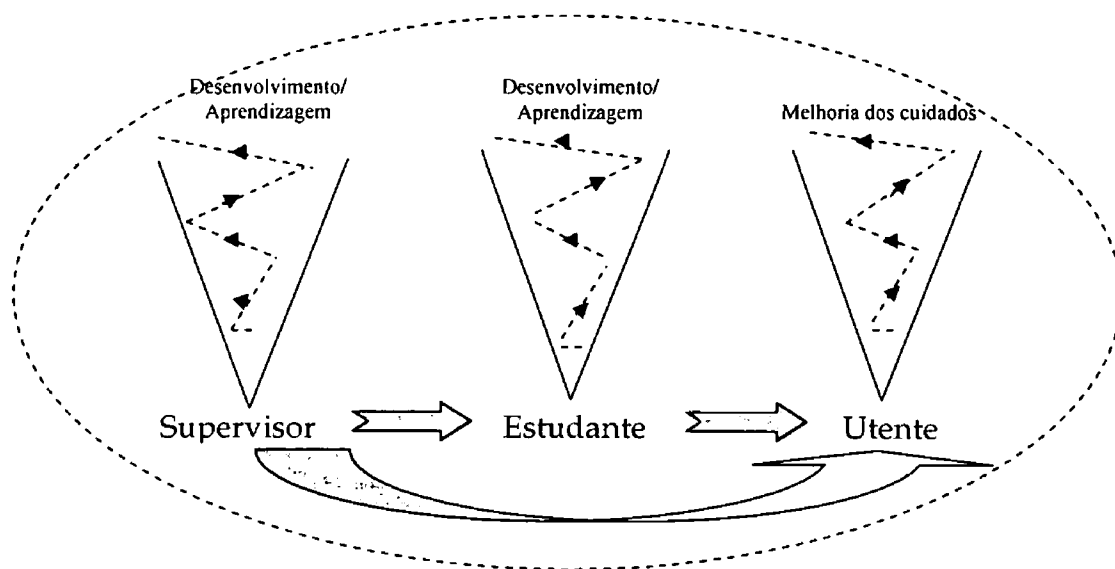 Desenvolvimento/
Aprendizagem
Desenvolvimento/
Aprendizagem
Melhoria dos cuidados
Supervisor
Estudante
Utente